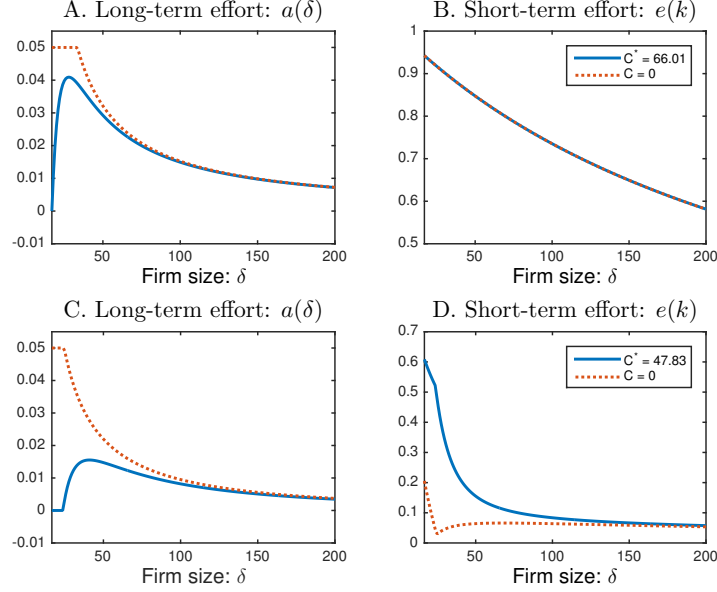 A. Long-term effort: a(δ)
0.05
0.04
0.03
0.02
0.01
0
-0.01
50 100 150 200
Firm size: δ
B. Short-term effort: e(k)
1
0.9
0.8
0.7
0.6
0.5
C* = 66.01
C = 0
50 100 150 200
Firm size: δ
C. Long-term effort: a(δ)
0.05
0.04
0.03
0.02
0.01
0
-0.01
50 100 150 200
Firm size: δ
D. Short-term effort: e(k)
0.7
0.6
0.5
0.4
0.3
0.2
0.1
0
C* = 47.83
C = 0
50 100 150 200
Firm size: δ